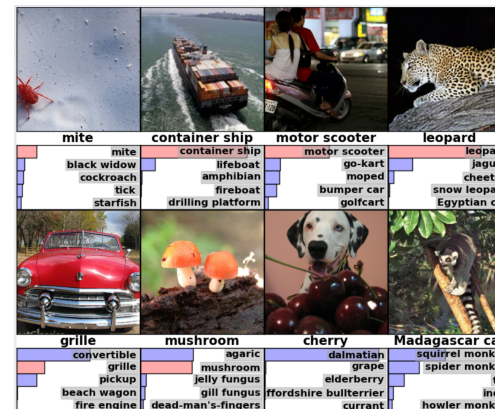 mite container ship motor scooter leopard
mite container ship motor scooter leopa
black widow lifeboat go-kart jagu
cockroach amphibian moped cheet
tick fireboat bumper car snow leopa
starfish drilling platform golfcart Egyptian c
grille mushroom cherry Madagascar ca
convertible agaric dalmatian squirrel monk
grille mushroom grape spider monk
pickup jelly fungus elderberry t
beach wagon gill fungus ffordshire bullterrier in
fire engine dead-man's-fingers currant howler monk